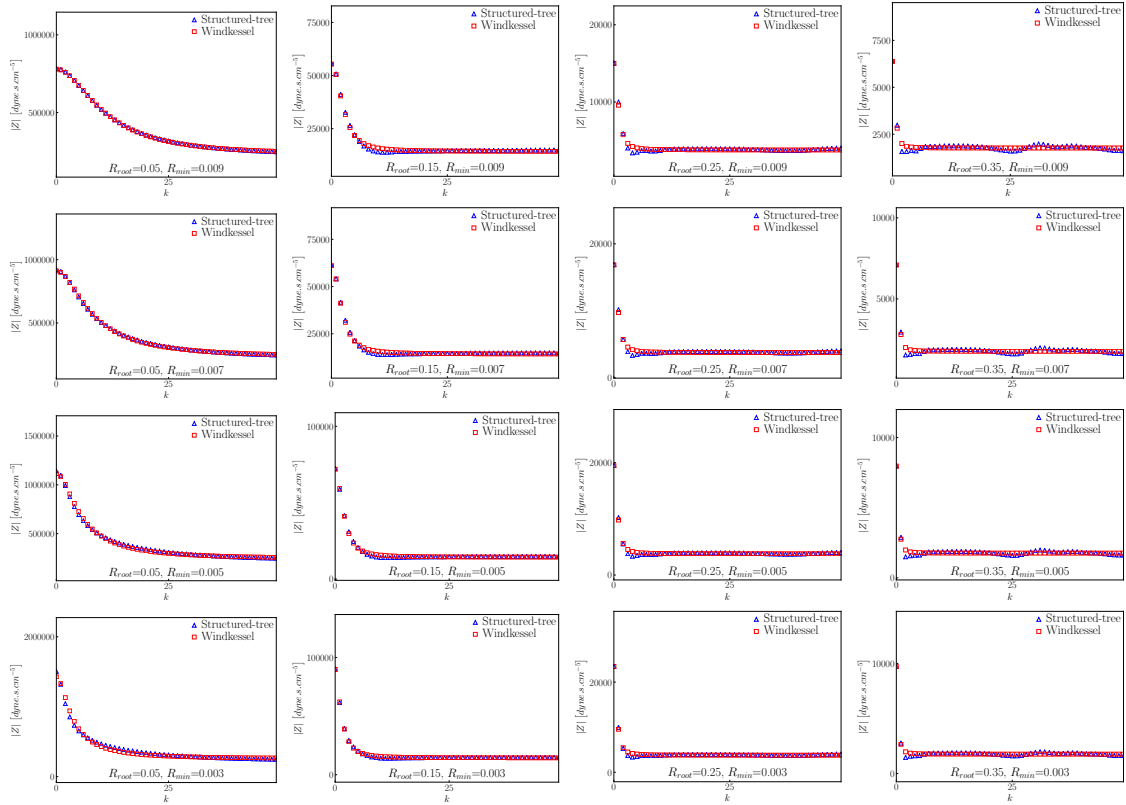 Structured-tree
Windkessel
1000000
500000
|Z| [dyne.s.cm⁻⁵]
R_root=0.05, R_min=0.009
0
25
k
Structured-tree
Windkessel
75000
50000
25000
|Z| [dyne.s.cm⁻⁵]
R_root=0.15, R_min=0.009
0
25
k
Structured-tree
Windkessel
20000
10000
|Z| [dyne.s.cm⁻⁵]
R_root=0.25, R_min=0.009
0
25
k
Structured-tree
Windkessel
7500
5000
2500
|Z| [dyne.s.cm⁻⁵]
R_root=0.35, R_min=0.009
0
25
k
Structured-tree
Windkessel
1000000
500000
|Z| [dyne.s.cm⁻⁵]
R_root=0.05, R_min=0.007
0
25
k
Structured-tree
Windkessel
75000
50000
25000
|Z| [dyne.s.cm⁻⁵]
R_root=0.15, R_min=0.007
0
25
k
Structured-tree
Windkessel
20000
0
|Z| [dyne.s.cm⁻⁵]
R_root=0.25, R_min=0.007
0
25
k
Structured-tree
Windkessel
10000
5000
0
|Z| [dyne.s.cm⁻⁵]
R_root=0.35, R_min=0.007
0
25
k
Structured-tree
Windkessel
1500000
1000000
500000
|Z| [dyne.s.cm⁻⁵]
R_root=0.05, R_min=0.005
0
25
k
Structured-tree
Windkessel
100000
0
|Z| [dyne.s.cm⁻⁵]
R_root=0.15, R_min=0.005
0
25
k
Structured-tree
Windkessel
20000
0
|Z| [dyne.s.cm⁻⁵]
R_root=0.25, R_min=0.005
0
25
k
Structured-tree
Windkessel
10000
0
|Z| [dyne.s.cm⁻⁵]
R_root=0.35, R_min=0.005
0
25
k
Structured-tree
Windkessel
2000000
0
|Z| [dyne.s.cm⁻⁵]
R_root=0.05, R_min=0.003
0
25
k
Structured-tree
Windkessel
100000
0
|Z| [dyne.s.cm⁻⁵]
R_root=0.15, R_min=0.003
0
25
k
Structured-tree
Windkessel
20000
0
|Z| [dyne.s.cm⁻⁵]
R_root=0.25, R_min=0.003
0
25
k
Structured-tree
Windkessel
10000
0
|Z| [dyne.s.cm⁻⁵]
R_root=0.35, R_min=0.003
0
25
k